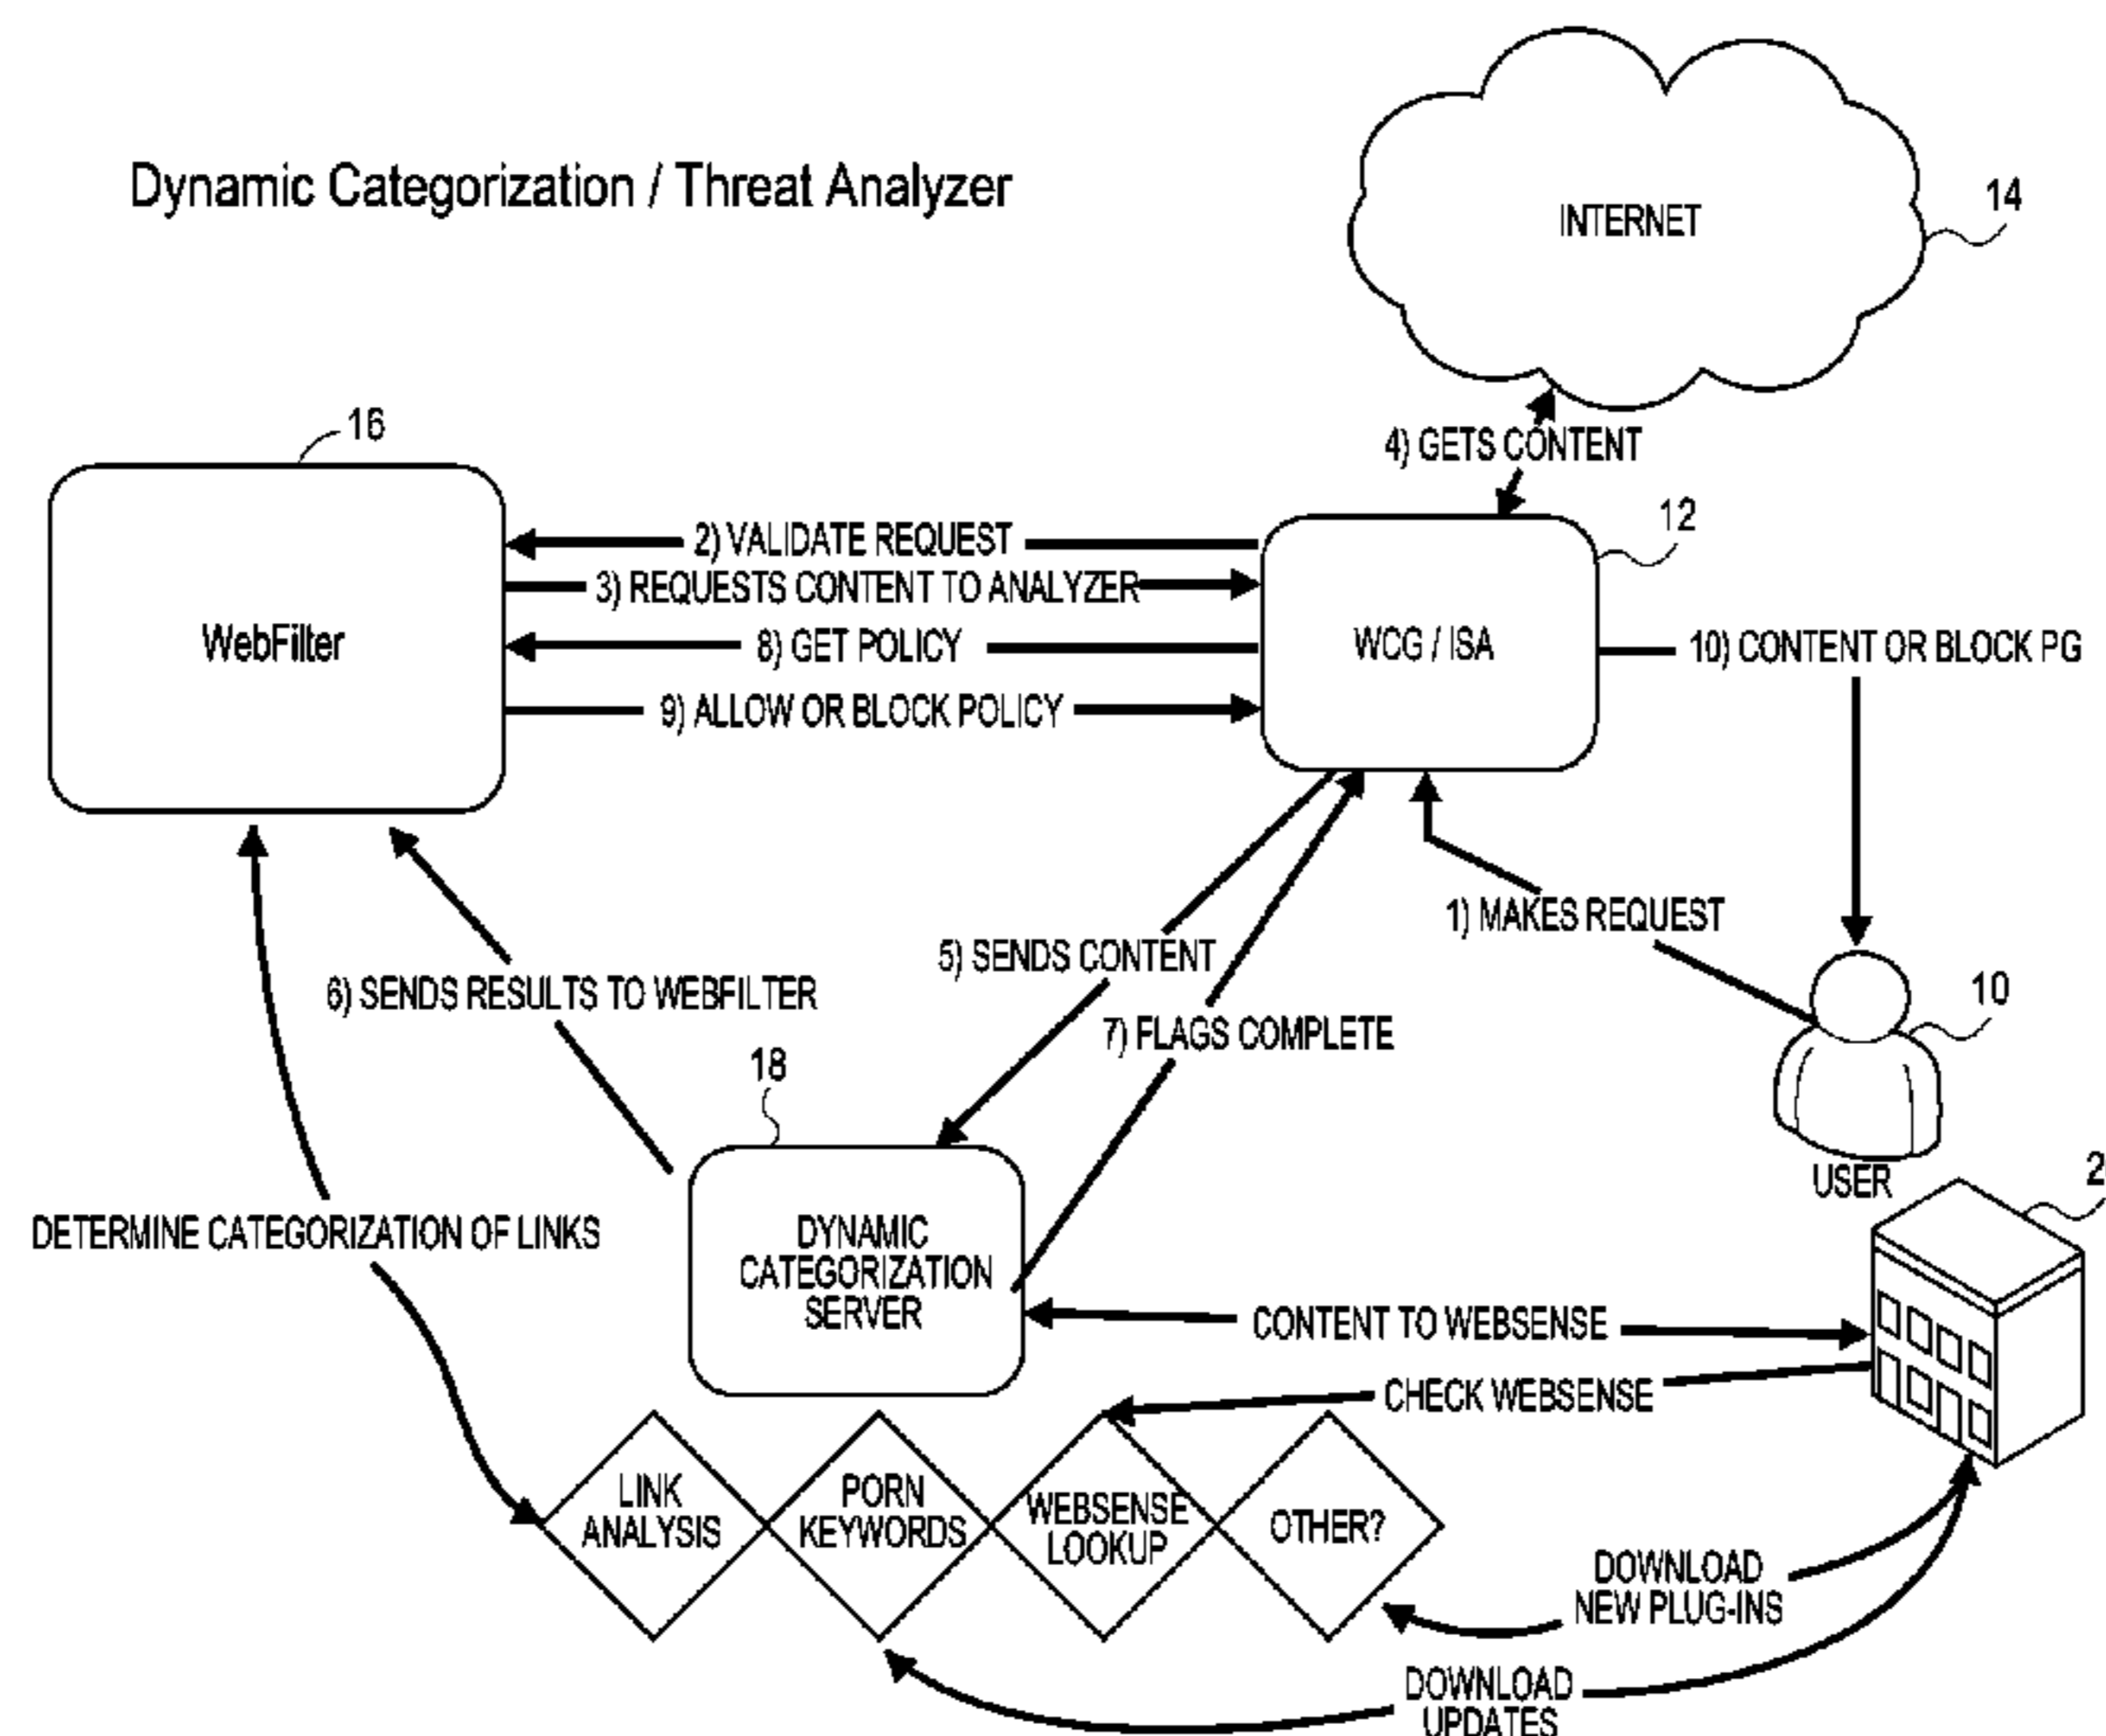 Dynamic Categorization / Threat Analyzer
INTERNET
14
4) GETS CONTENT
16
12
2) VALIDATE REQUEST
3) REQUESTS CONTENT TO ANALYZER
WebFilter
8) GET POLICY
WCG / ISA
10) CONTENT OR BLOCK PG
9) ALLOW OR BLOCK POLICY
1) MAKES REQUEST
5) SENDS CONTENT
6) SENDS RESULTS TO WEBFILTER
10
7) FLAGS COMPLETE
18
USER
2
DETERMINE CATEGORIZATION OF LINKS
DYNAMIC
CATEGORIZATION
SERVER
CONTENT TO WEBSENSE
CHECK WEBSENSE
LINK
ANALYSIS
PORN
KEYWORDS
WEBSENSE
LOOKUP
OTHER?
DOWNLOAD
NEW PLUG-INS
DOWNLOAD
UPDATES